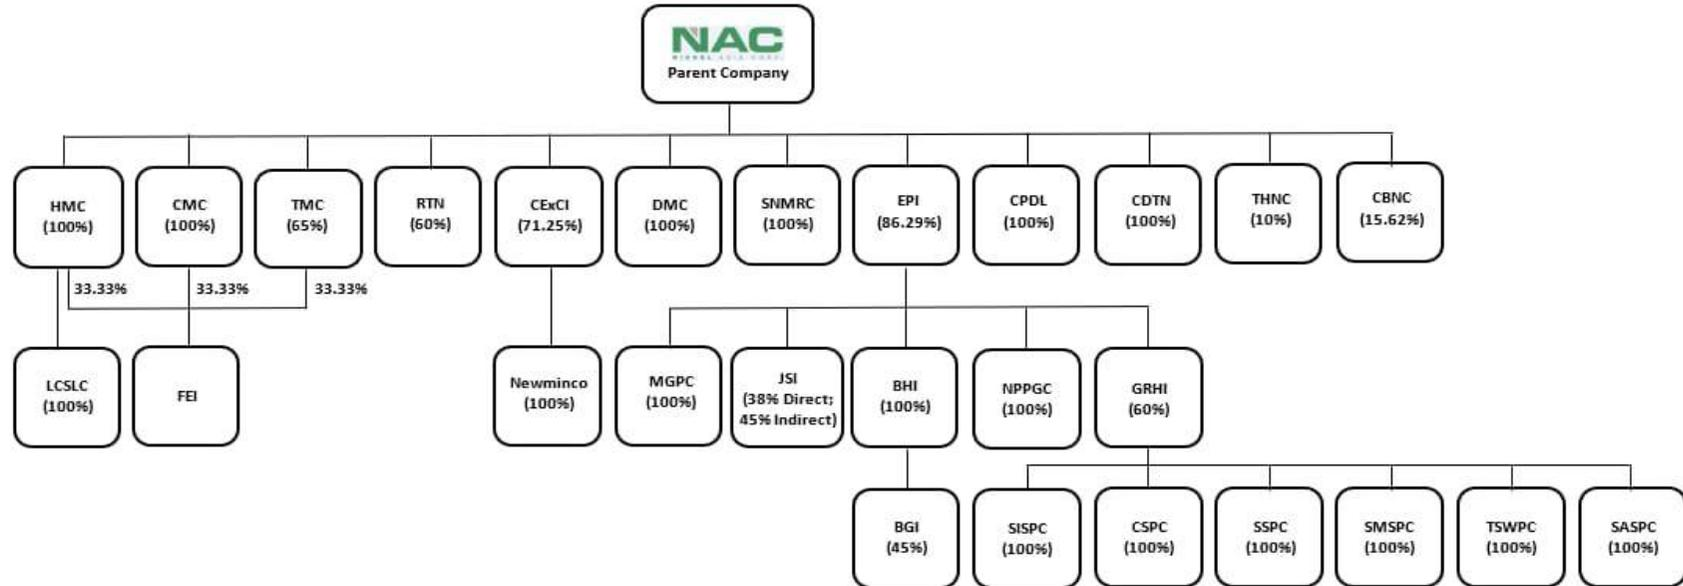 NAC
NICKEL ASIA CORP.
Parent Company
HMC
(100%)
CMC
(100%)
TMC
(65%)
RTN
(60%)
CExCI
(71.25%)
DMC
(100%)
SNMRC
(100%)
EPI
(86.29%)
CPDL
(100%)
CDTN
(100%)
THNC
(10%)
CBNC
(15.62%)
33.33%
33.33%
33.33%
LCSLC
(100%)
FEI
Newminco
(100%)
MGPC
(100%)
JSI
(38% Direct;
45% Indirect)
BHI
(100%)
NPPGC
(100%)
GRHI
(60%)
BGI
(45%)
SISPC
(100%)
CSPC
(100%)
SSPC
(100%)
SMSPC
(100%)
TSWPC
(100%)
SASPC
(100%)